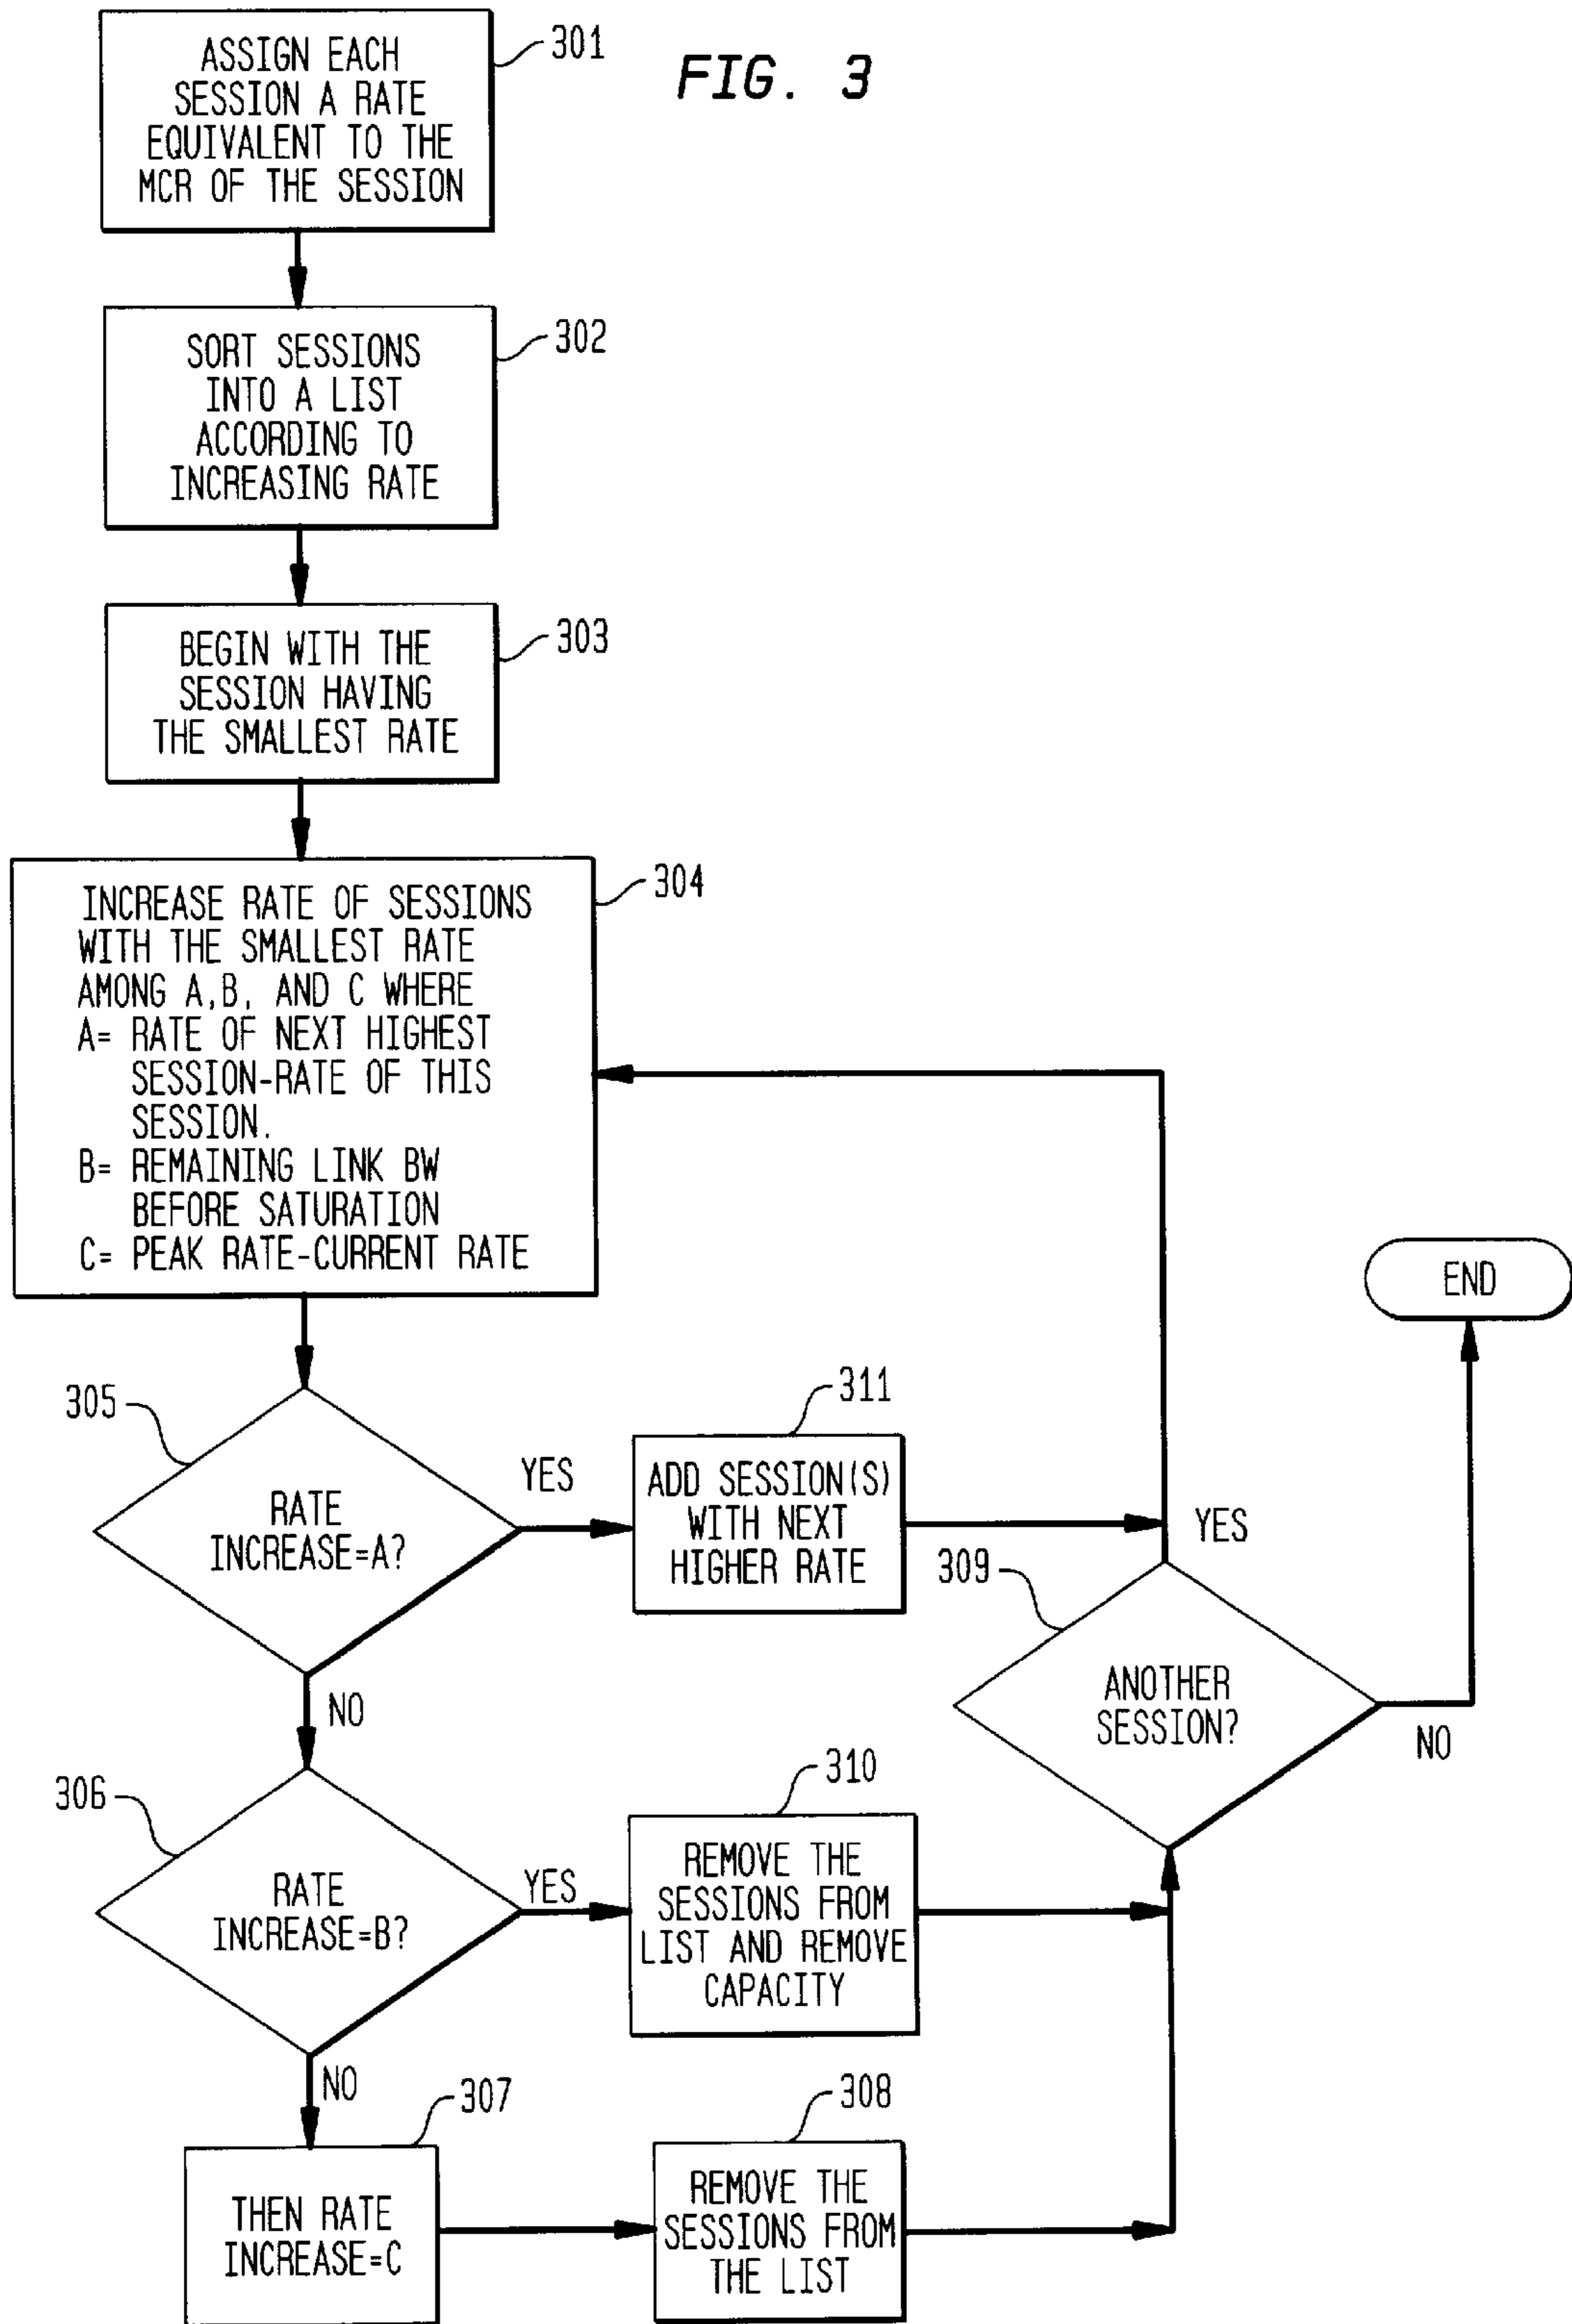 FIG. 3
ASSIGN EACH
SESSION A RATE
EQUIVALENT TO THE
MCR OF THE SESSION
301
SORT SESSIONS
INTO A LIST
ACCORDING TO
INCREASING RATE
302
BEGIN WITH THE
SESSION HAVING
THE SMALLEST RATE
303
INCREASE RATE OF SESSIONS
WITH THE SMALLEST RATE
AMONG A,B, AND C WHERE
A= RATE OF NEXT HIGHEST
SESSION-RATE OF THIS
SESSION.
B= REMAINING LINK BW
BEFORE SATURATION
C= PEAK RATE-CURRENT RATE
304
END
305
RATE
INCREASE=A?
YES
NO
311
ADD SESSION(S)
WITH NEXT
HIGHER RATE
YES
309
ANOTHER
SESSION?
NO
306
RATE
INCREASE=B?
YES
NO
310
REMOVE THE
SESSIONS FROM
LIST AND REMOVE
CAPACITY
307
THEN RATE
INCREASE=C
308
REMOVE THE
SESSIONS FROM
THE LIST